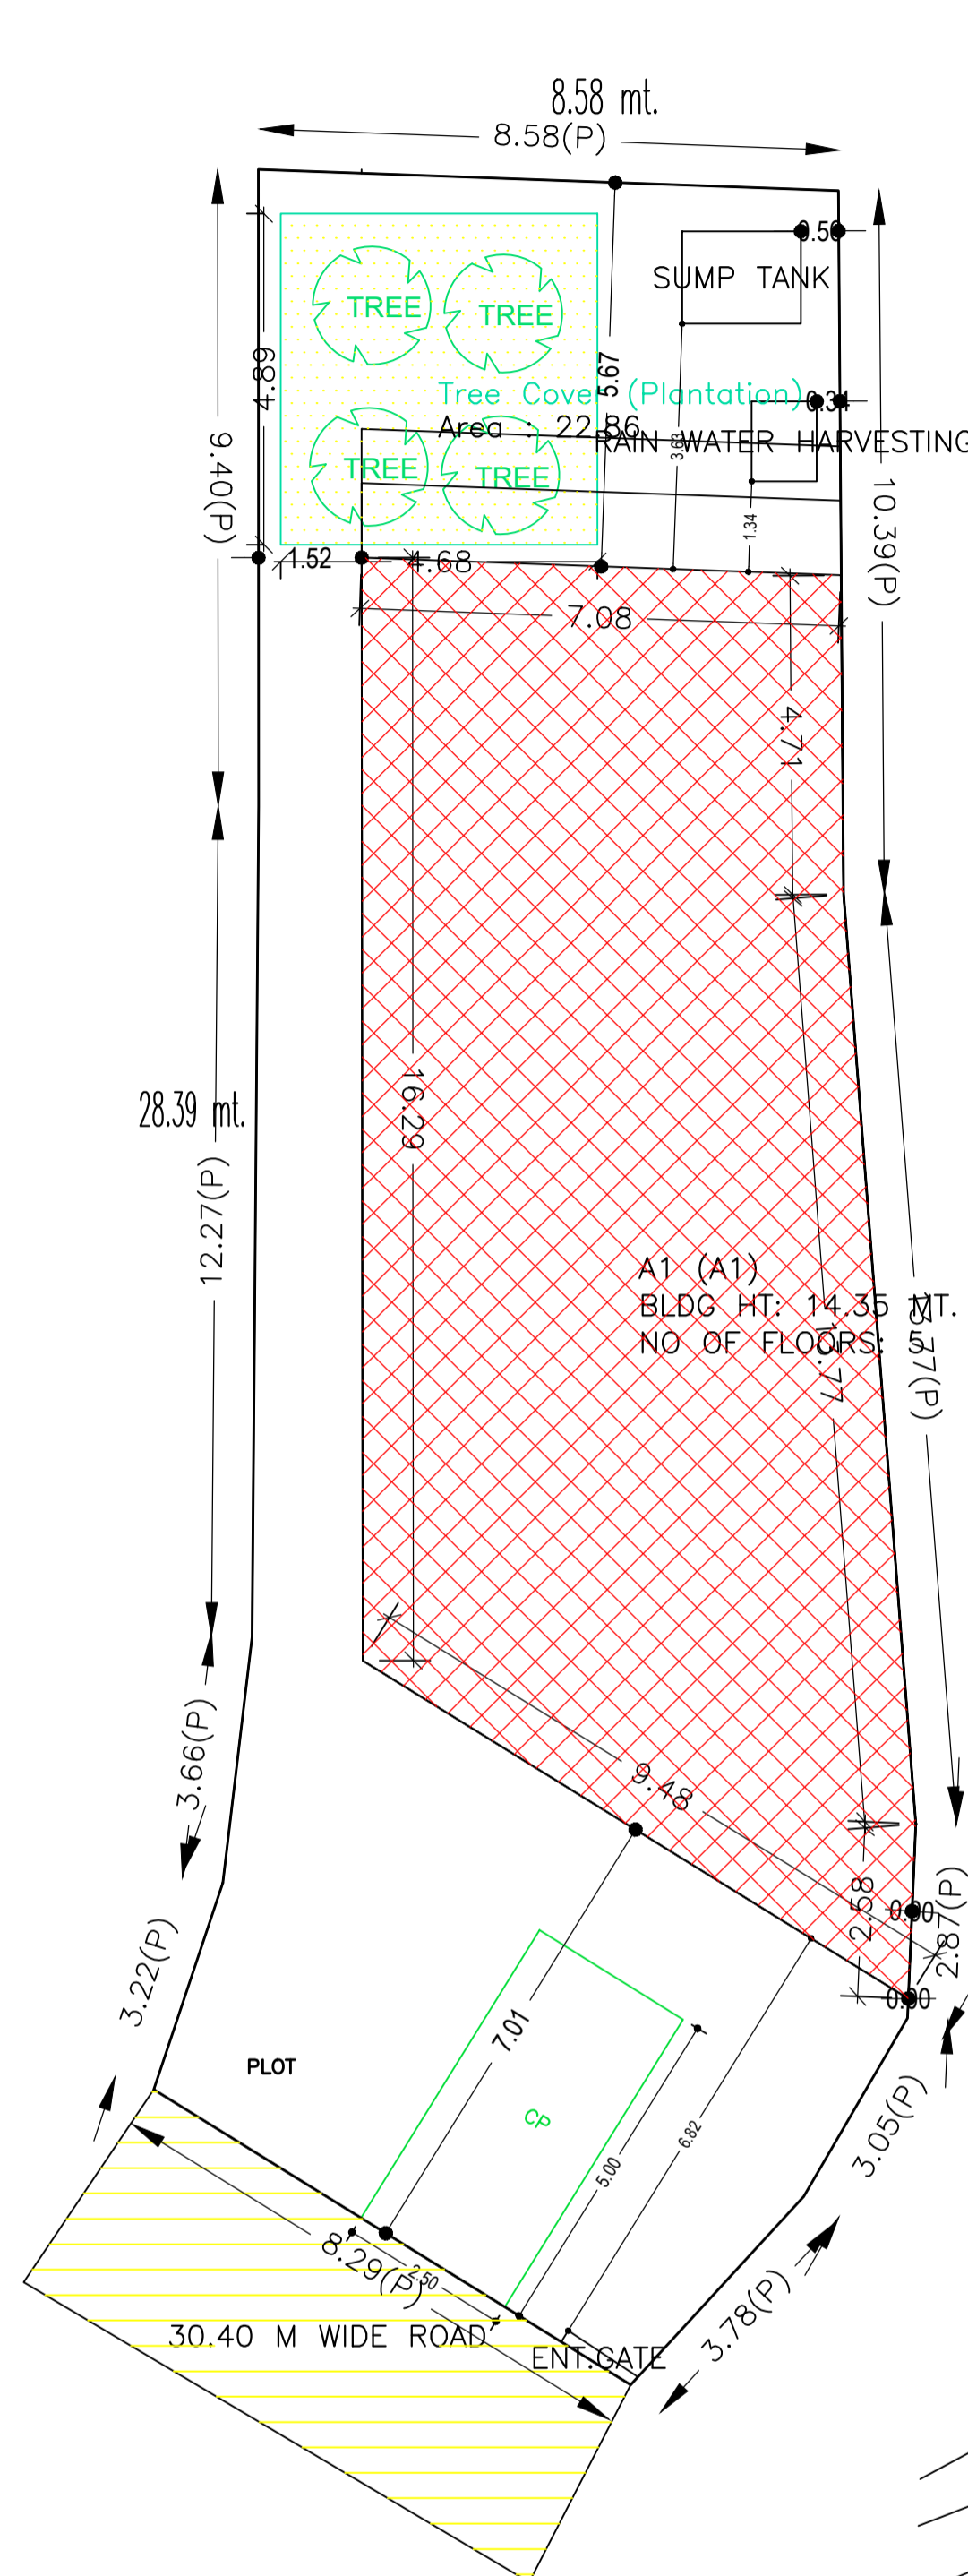 8.58 mt.
8.58(P)
0.50
SUMP TANK
TREE
TREE
4.89
5.67
Tree Cover (Plantation)
0.34
Area : 22.86
3.63
RAIN WATER HARVESTING
TREE
TREE
9.40(P)
10.39(P)
1.34
1.52
4.68
7.08
4.71
16.29
28.39 mt.
12.27(P)
A1 (A1)
BLDG HT: 14.35 MT.
NO OF FLOORS: 5
13.77
13.77(P)
3.66(P)
9.48
2.58
0.90
2.87(P)
0.90
3.22(P)
7.01
PLOT
CP
3.05(P)
6.82
5.00
8.29(P)
2.50
3.78(P)
30.40 M WIDE ROAD
ENT.GATE